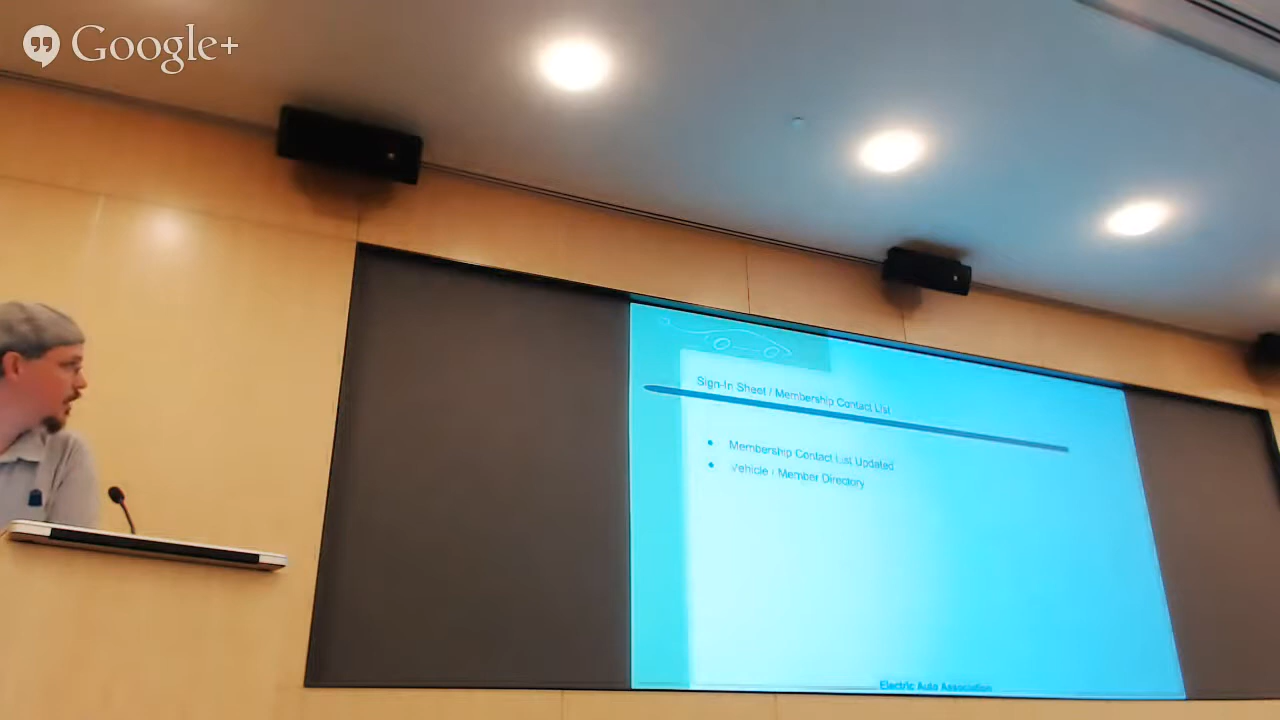 Google+
Sign-In Sheet / Membership Contact List
Membership Contact List Updated
Vehicle / Member Directory
Electric Auto Association